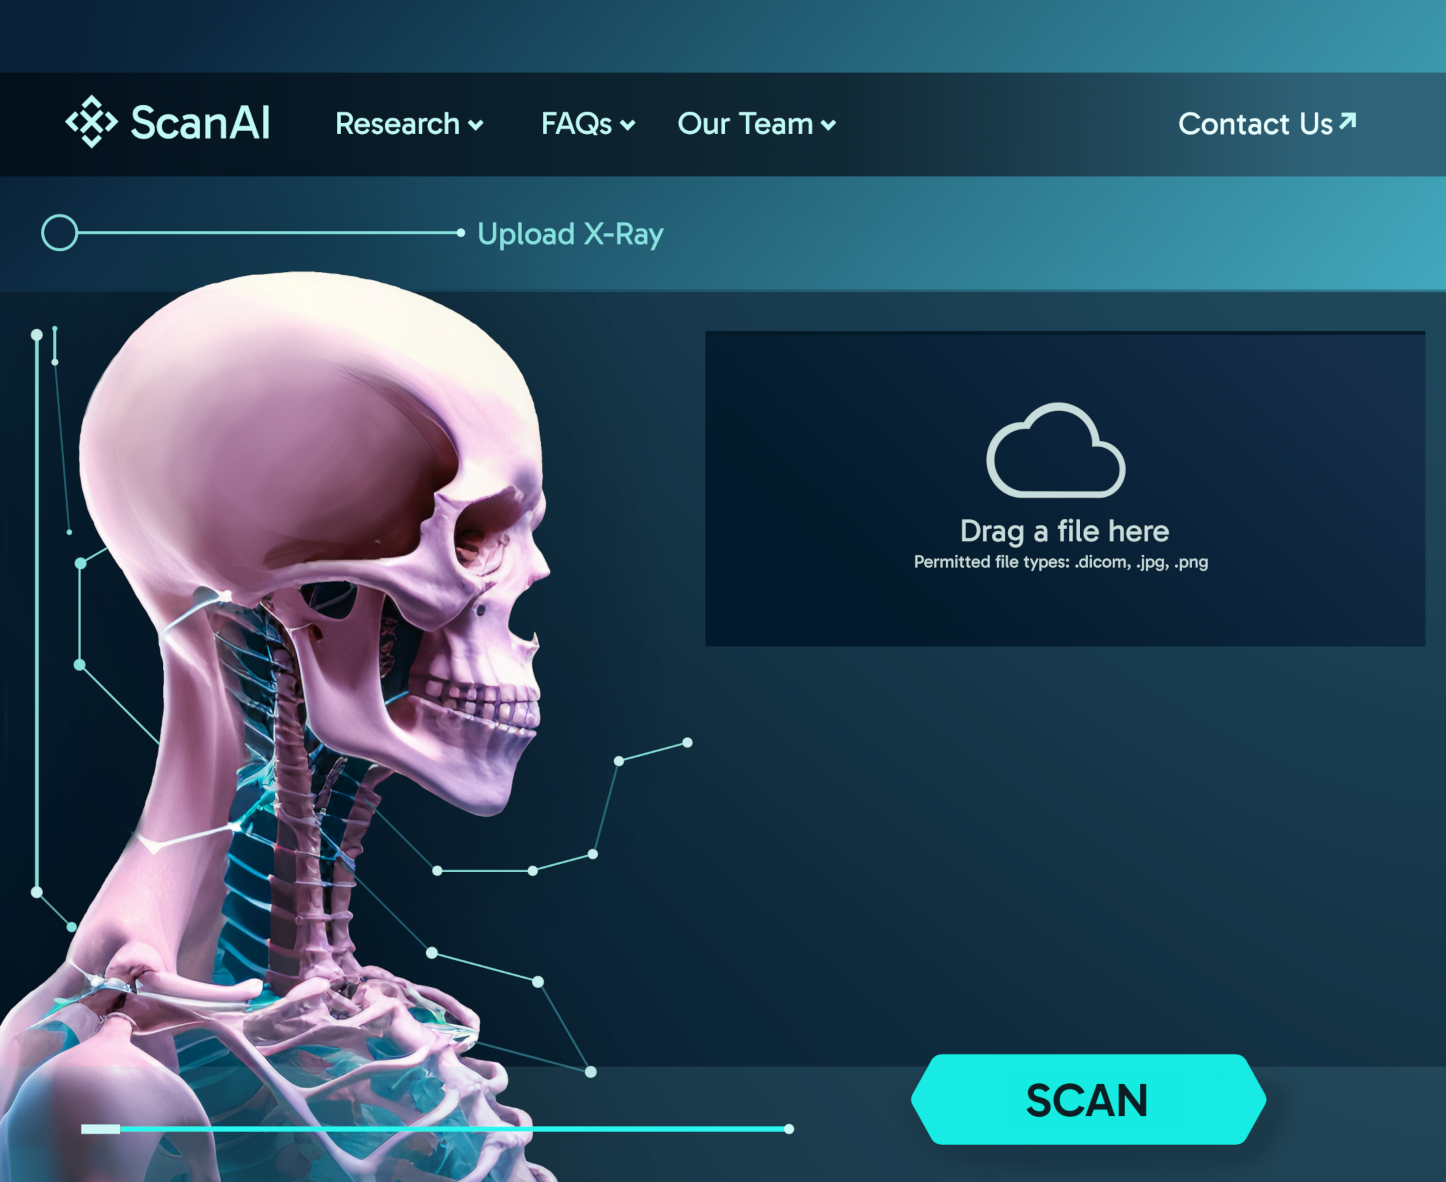 ScanAI
Research
FAQs
Our Team
Contact Us
Upload X-Ray
Drag a file here
Permitted file types: .dicom, .jpg, .png
SCAN